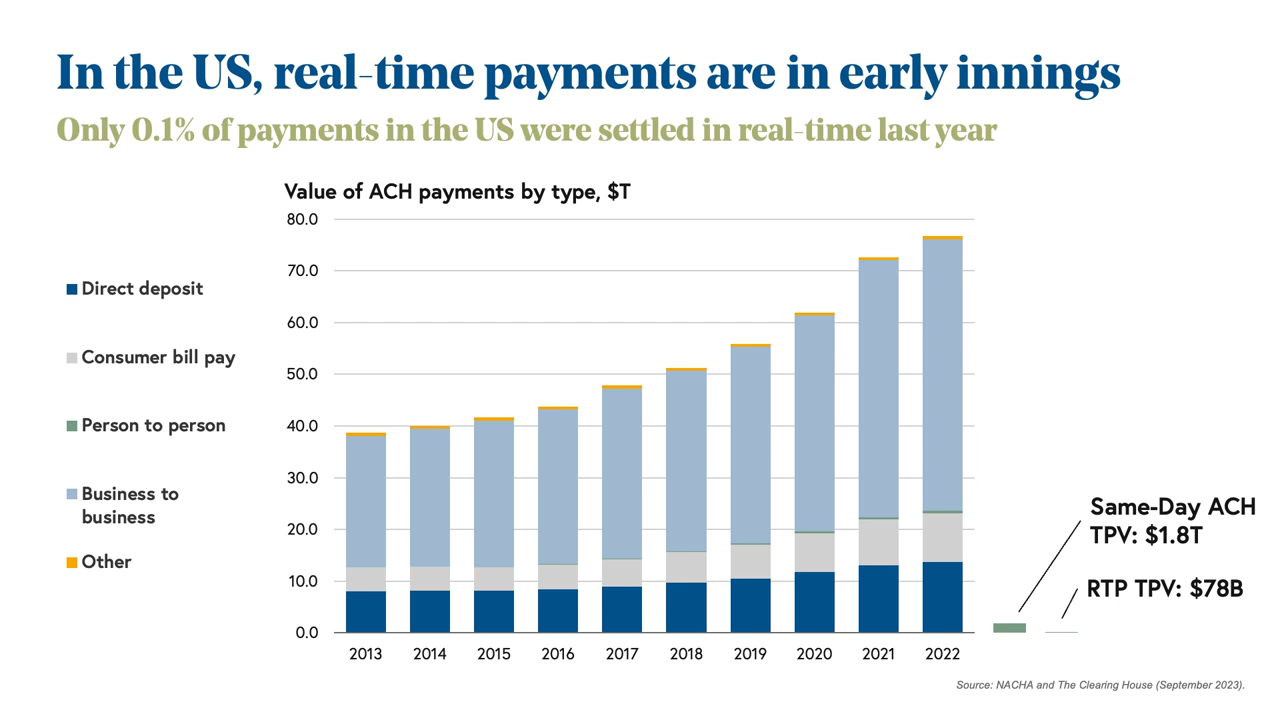 In the US, real-time payments are in early innings
Only 0.1% of payments in the US were settled in real-time last year
Value of ACH payments by type, $T
80.0
70.0
60.0
50.0
40.0
30.0
20.0
10.0
0.0
Direct deposit
Consumer bill pay
Person to person
Business to
business
Other
2013 2014 2015 2016 2017 2018 2019 2020 2021 2022
Same-Day ACH
TPV: $1.8T
RTP TPV: $78B
Source: NACHA and The Clearing House (September 2023).